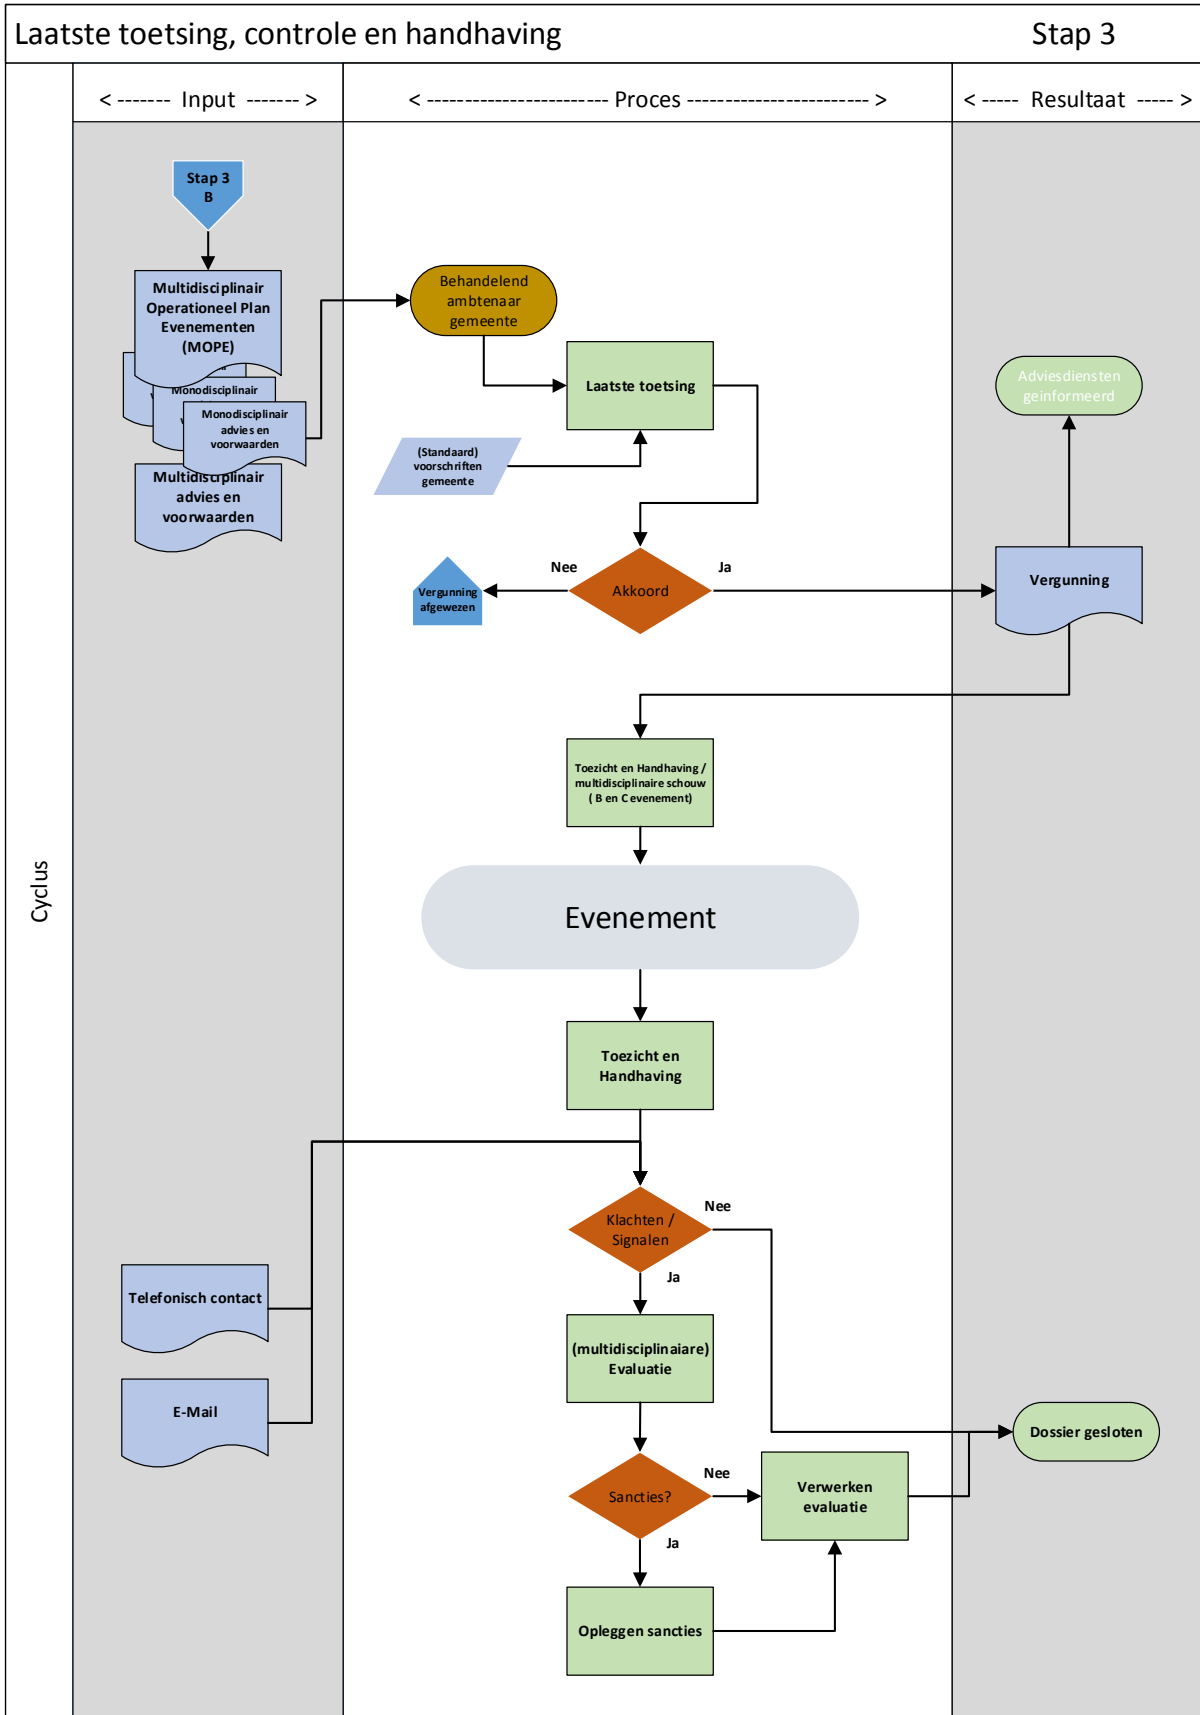 Laatste toetsing, controle en handhaving
Stap 3
< ------- Input ------- >
< ------------------------ Proces ------------------------ >
< ----- Resultaat ----- >
Cyclus
Stap 3
B
Multidisciplinair
Operationeel Plan
Evenementen
(MOPE)
Monodisciplinair
Monodisciplinair
advies en
voorwaarden
Multidisciplinair
advies en
voorwaarden
Behandelend
ambtenaar
gemeente
Laatste toetsing
(Standaard)
voorschriften
gemeente
Adviesdiensten
geinformeerd
Nee
Akkoord
Ja
Vergunning
afgewezen
Vergunning
Toezicht en Handhaving /
multidisciplinaire schouw
( B en C evenement)
Evenement
Toezicht en
Handhaving
Klachten /
Signalen
Nee
Ja
Telefonisch contact
E-Mail
(multidisciplinaiare)
Evaluatie
Sancties?
Nee
Ja
Verwerken
evaluatie
Dossier gesloten
Opleggen sancties